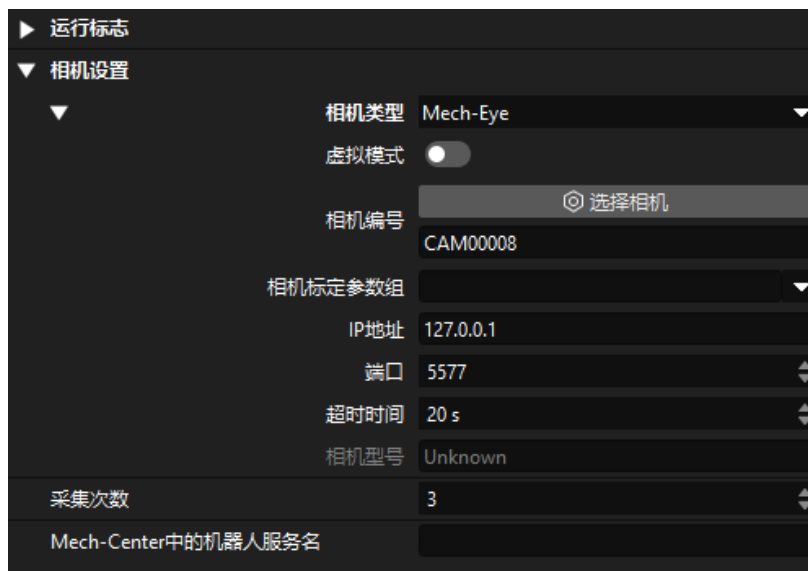 运行标志
相机设置
相机类型 Mech-Eye
虚拟模式
选择相机
相机编号
CAM00008
相机标定参数组
IP地址 127.0.0.1
端口 5577
超时时间 20 s
相机型号 Unknown
采集次数 3
Mech-Center中的机器人服务名